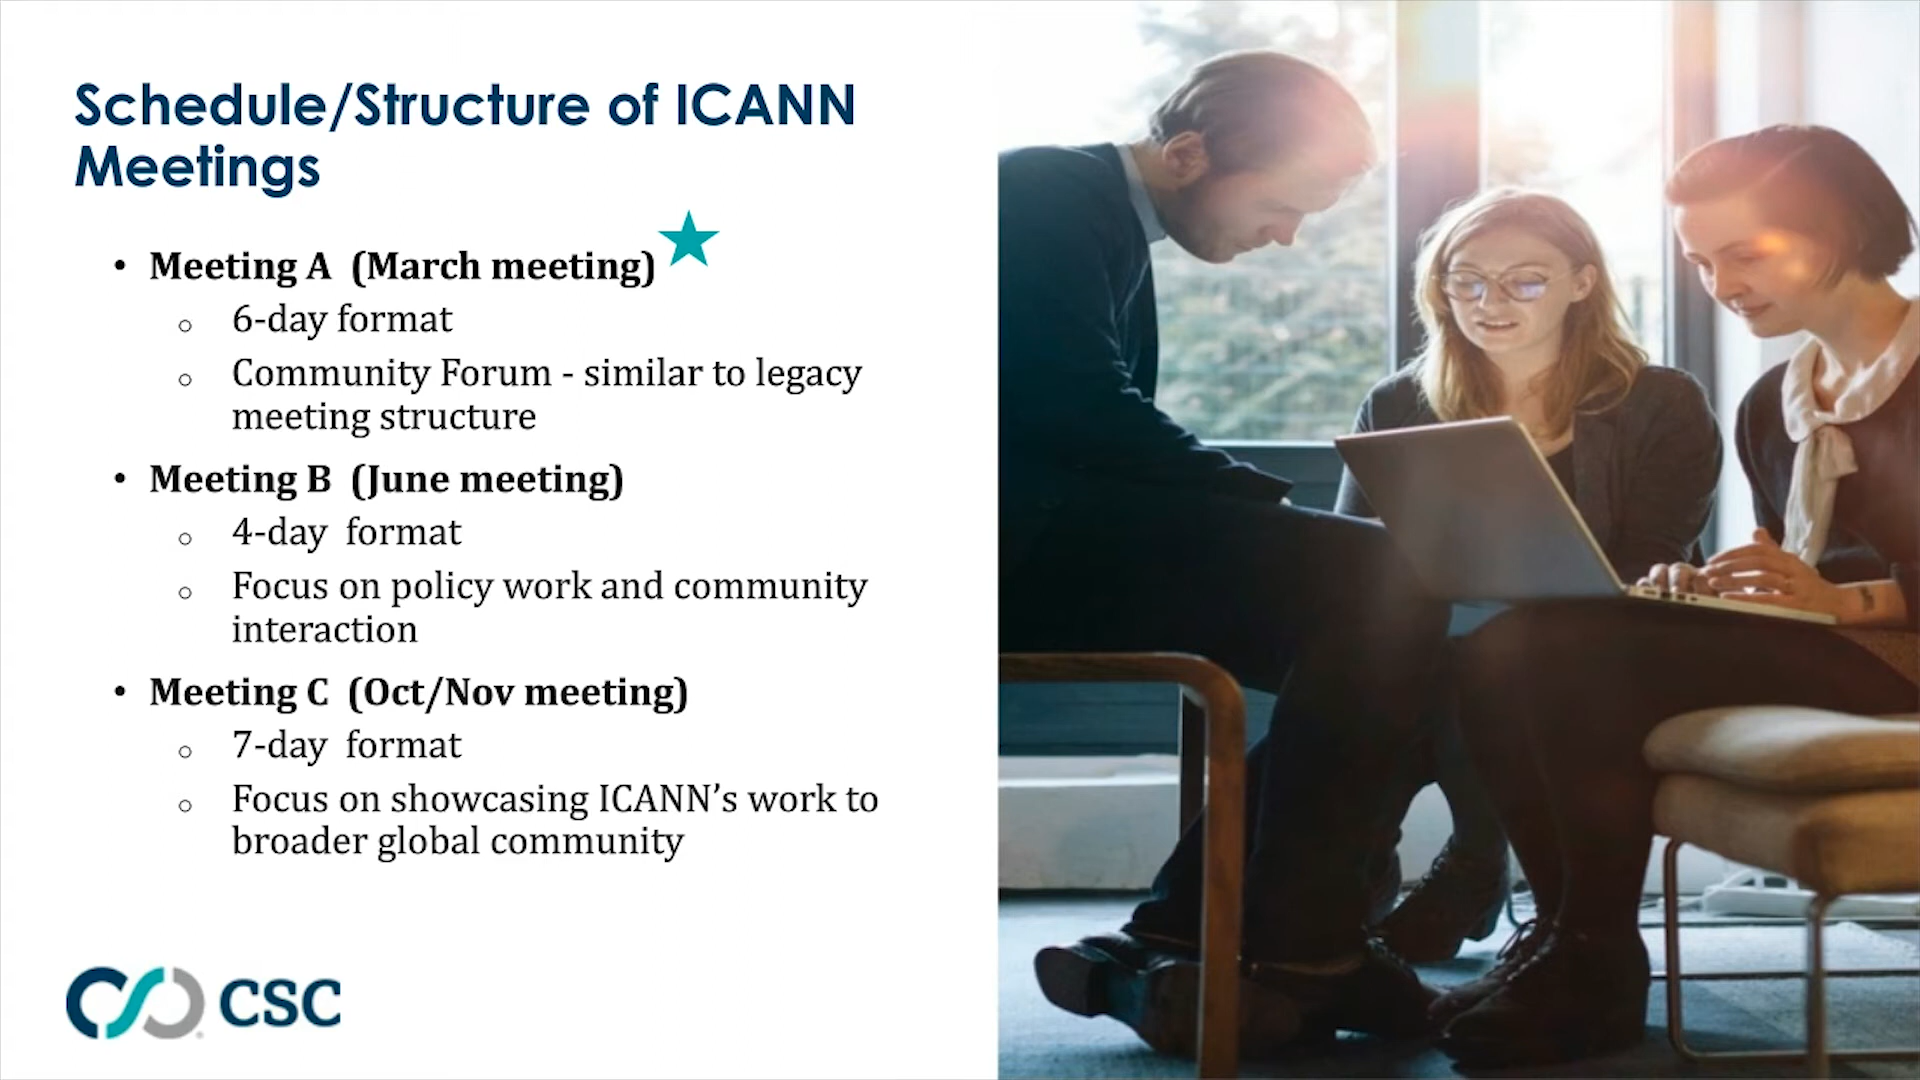 Schedule/Structure of ICANN
Meetings
• Meeting A (March meeting)
o 6-day format
o Community Forum - similar to legacy
meeting structure
• Meeting B (June meeting)
o 4-day format
o Focus on policy work and community
interaction
• Meeting C (Oct/Nov meeting)
o 7-day format
o Focus on showcasing ICANN’s work to
broader global community
CSC